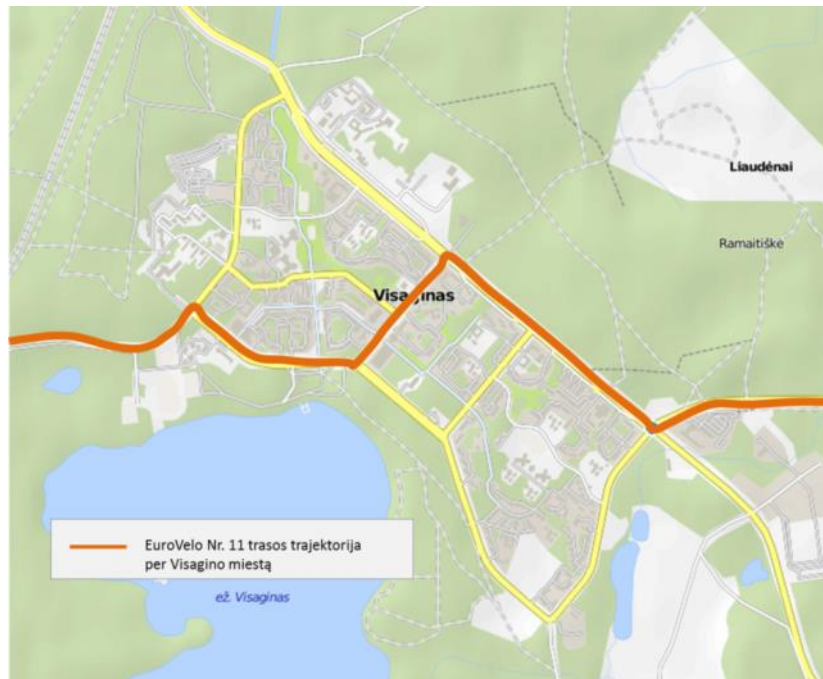 Liaudėnai
Ramaitiškė
Visaginas
EuroVelo Nr. 11 trasos trajektorija
per Visagino miestą
ež. Visaginas